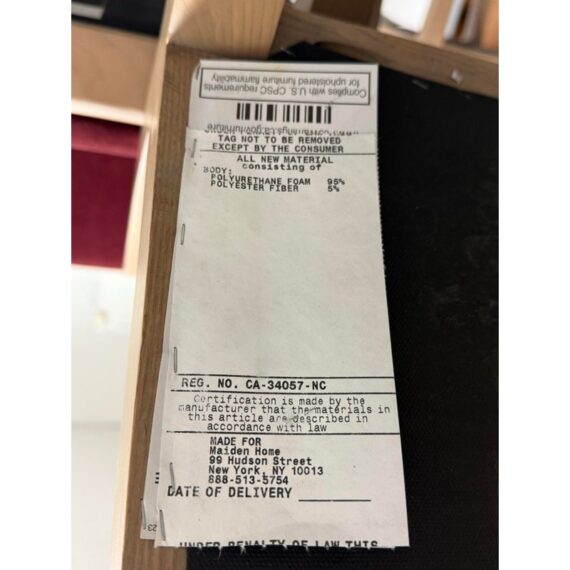 Complies with U.S. CPSC requirements
for upholstered furniture flammability
TAG NOT TO BE REMOVED
EXCEPT BY THE CONSUMER
ALL NEW MATERIAL
consisting of
BODY:
POLYURETHANE FOAM 95%
POLYESTER FIBER 5%
REG. NO. CA-34057-NC
Certification is made by the
manufacturer that the materials in
this article are described in
accordance with law
MADE FOR
Maiden Home
99 Hudson Street
New York, NY 10013
888-513-5754
DATE OF DELIVERY
UNDER PENALTY OF LAW THIS
23